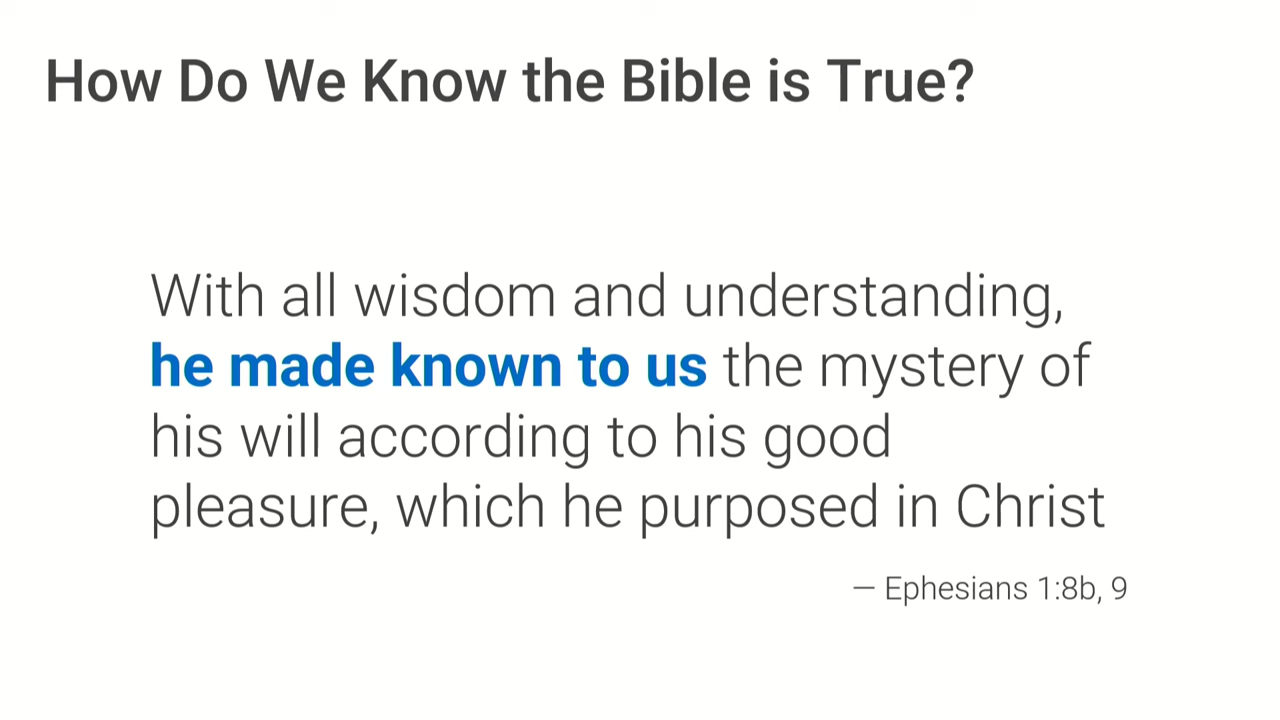 How Do We Know the Bible is True?
With all wisdom and understanding,
he made known to us the mystery of
his will according to his good
pleasure, which he purposed in Christ
— Ephesians 1:8b, 9